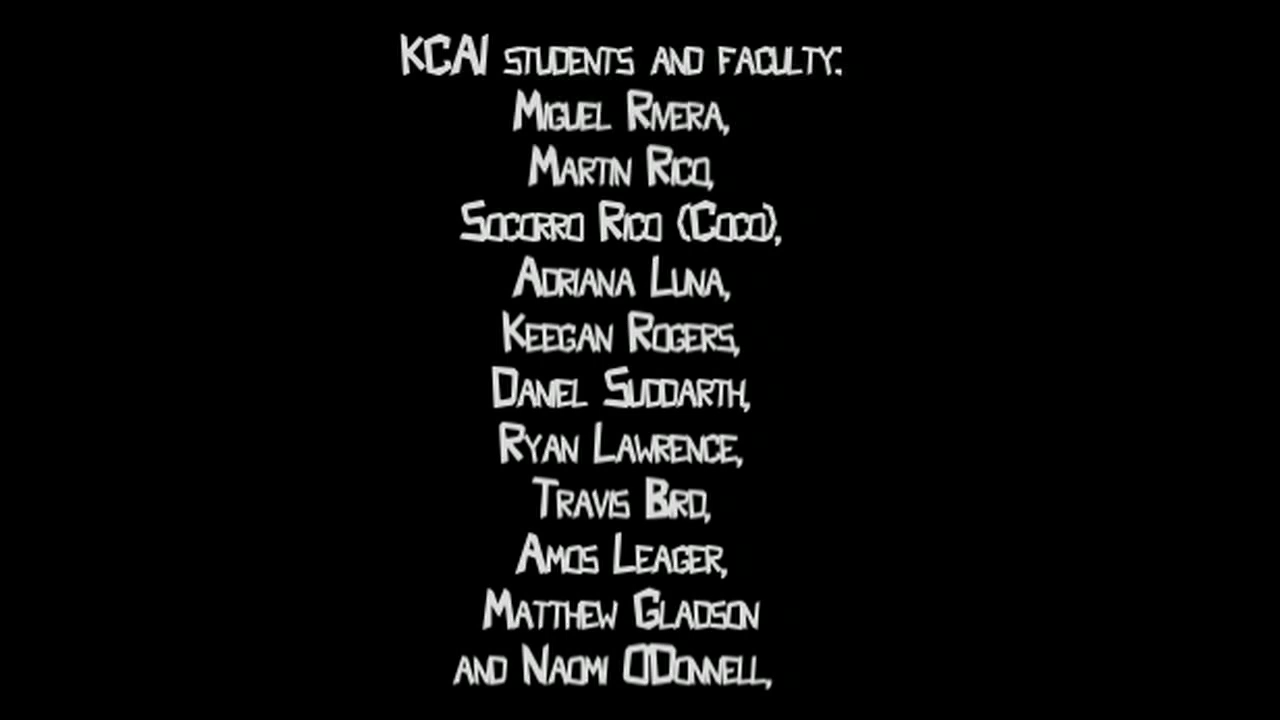 KCAI students and faculty:
Miguel Rivera,
Martin Rico,
Socorro Rico (Coco),
Adriana Luna,
Keegan Rogers,
Daniel Suddarth,
Ryan Lawrence,
Travis Bird,
Amos Leager,
Matthew Gladson
and Naomi ODonnell,